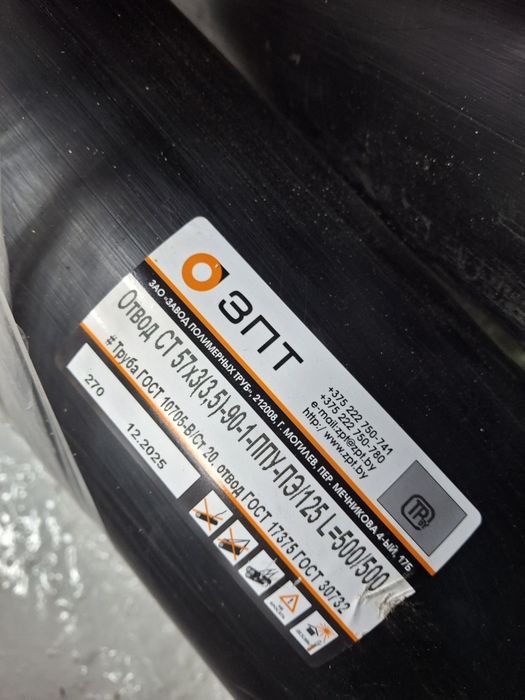 ЗПТ
+375 222 750-741
+375 222 750-780
e-mail:zpt@zpt.by
http://www.zpt.by
ЗАО «ЗАВОД ПОЛИМЕРНЫХ ТРУБ», 212008, Г. МОГИЛЕВ, ПЕР. МЕЧНИКОВА 4-ЫЙ, 17Б
Отвод СТ 57х3(3,5)-90-1-ППУ-ПЭ/125 L=500/500
# Труба ГОСТ 10705-В/Ст 20, отвод ГОСТ 17375 ГОСТ 30732
270
12.2025
ТР
BY